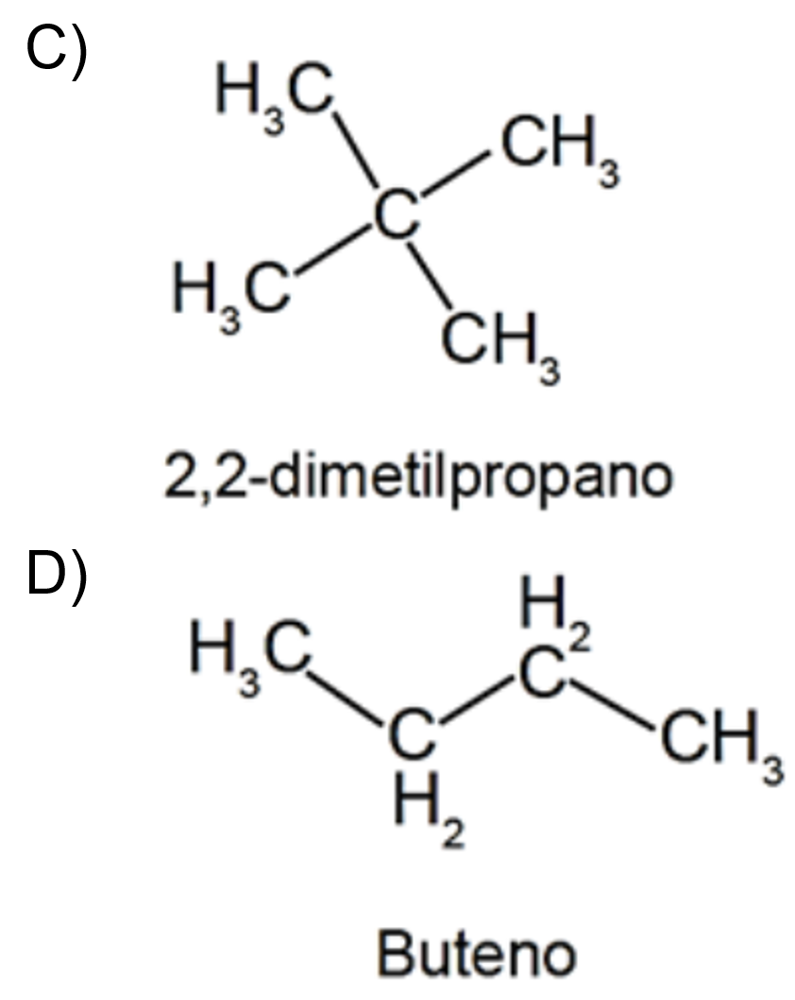 C)
H₃C
CH₃
C
H₃C
CH₃
2,2-dimetilpropano
D)
H₂
H₃C
C
C
CH₃
H₂
Buteno